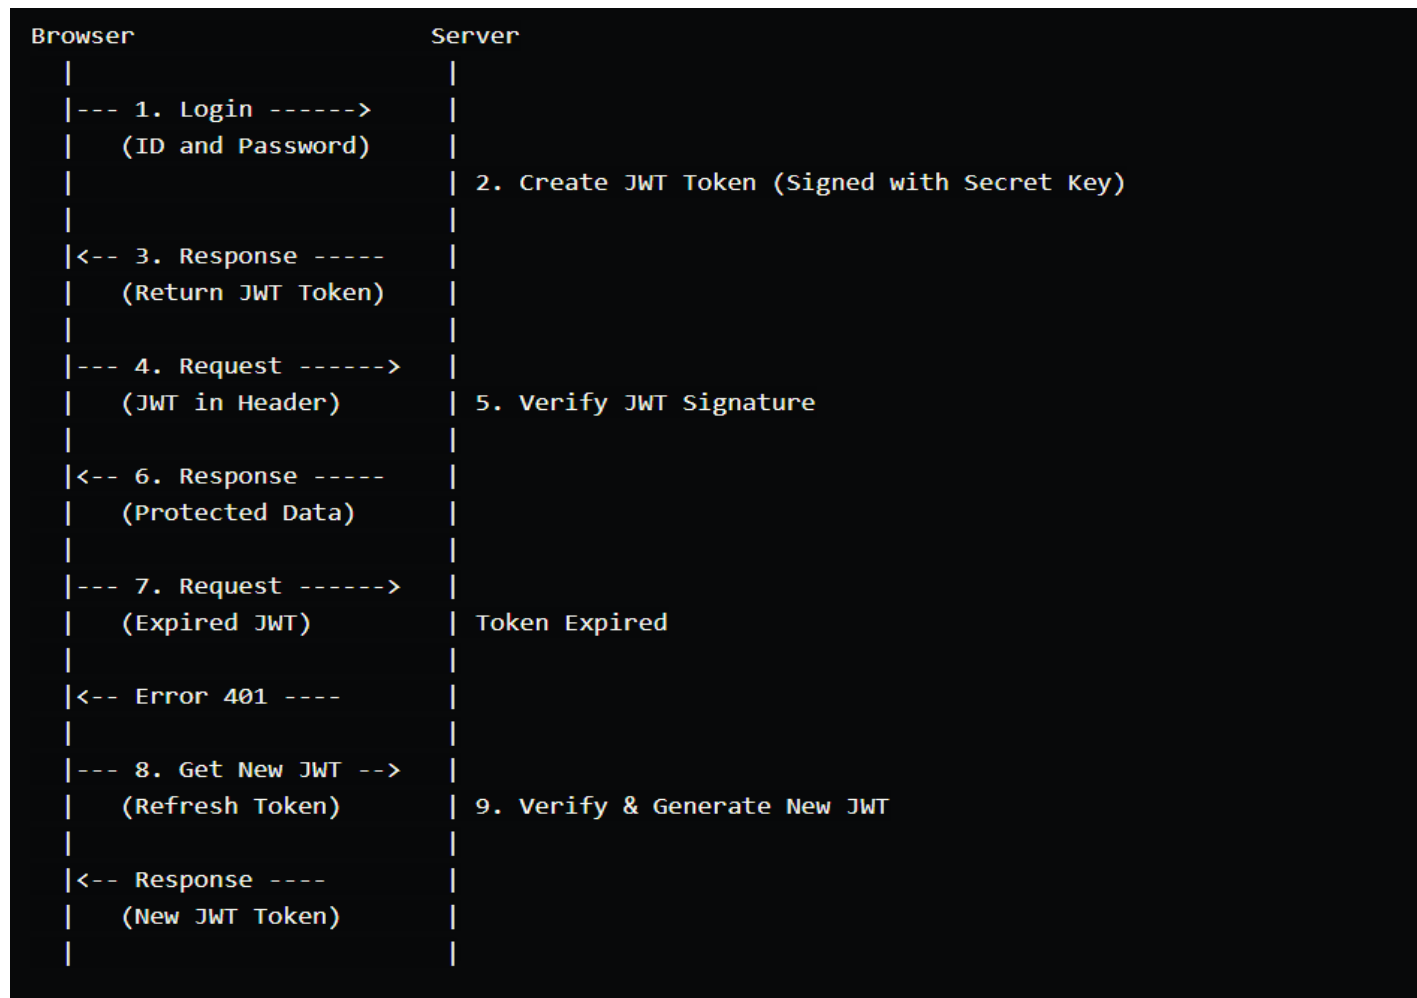 Browser                    Server
  |                         |
  |--- 1. Login ------>     |
  |   (ID and Password)     |
  |                         | 2. Create JWT Token (Signed with Secret Key)
  |                         |
  |<-- 3. Response -----    |
  |   (Return JWT Token)    |
  |                         |
  |--- 4. Request ------>   |
  |   (JWT in Header)       | 5. Verify JWT Signature
  |                         |
  |<-- 6. Response -----    |
  |   (Protected Data)      |
  |                         |
  |--- 7. Request ------>   |
  |   (Expired JWT)         | Token Expired
  |                         |
  |<-- Error 401 ----       |
  |                         |
  |--- 8. Get New JWT -->   |
  |   (Refresh Token)       | 9. Verify & Generate New JWT
  |                         |
  |<-- Response ----        |
  |   (New JWT Token)       |
  |                         |